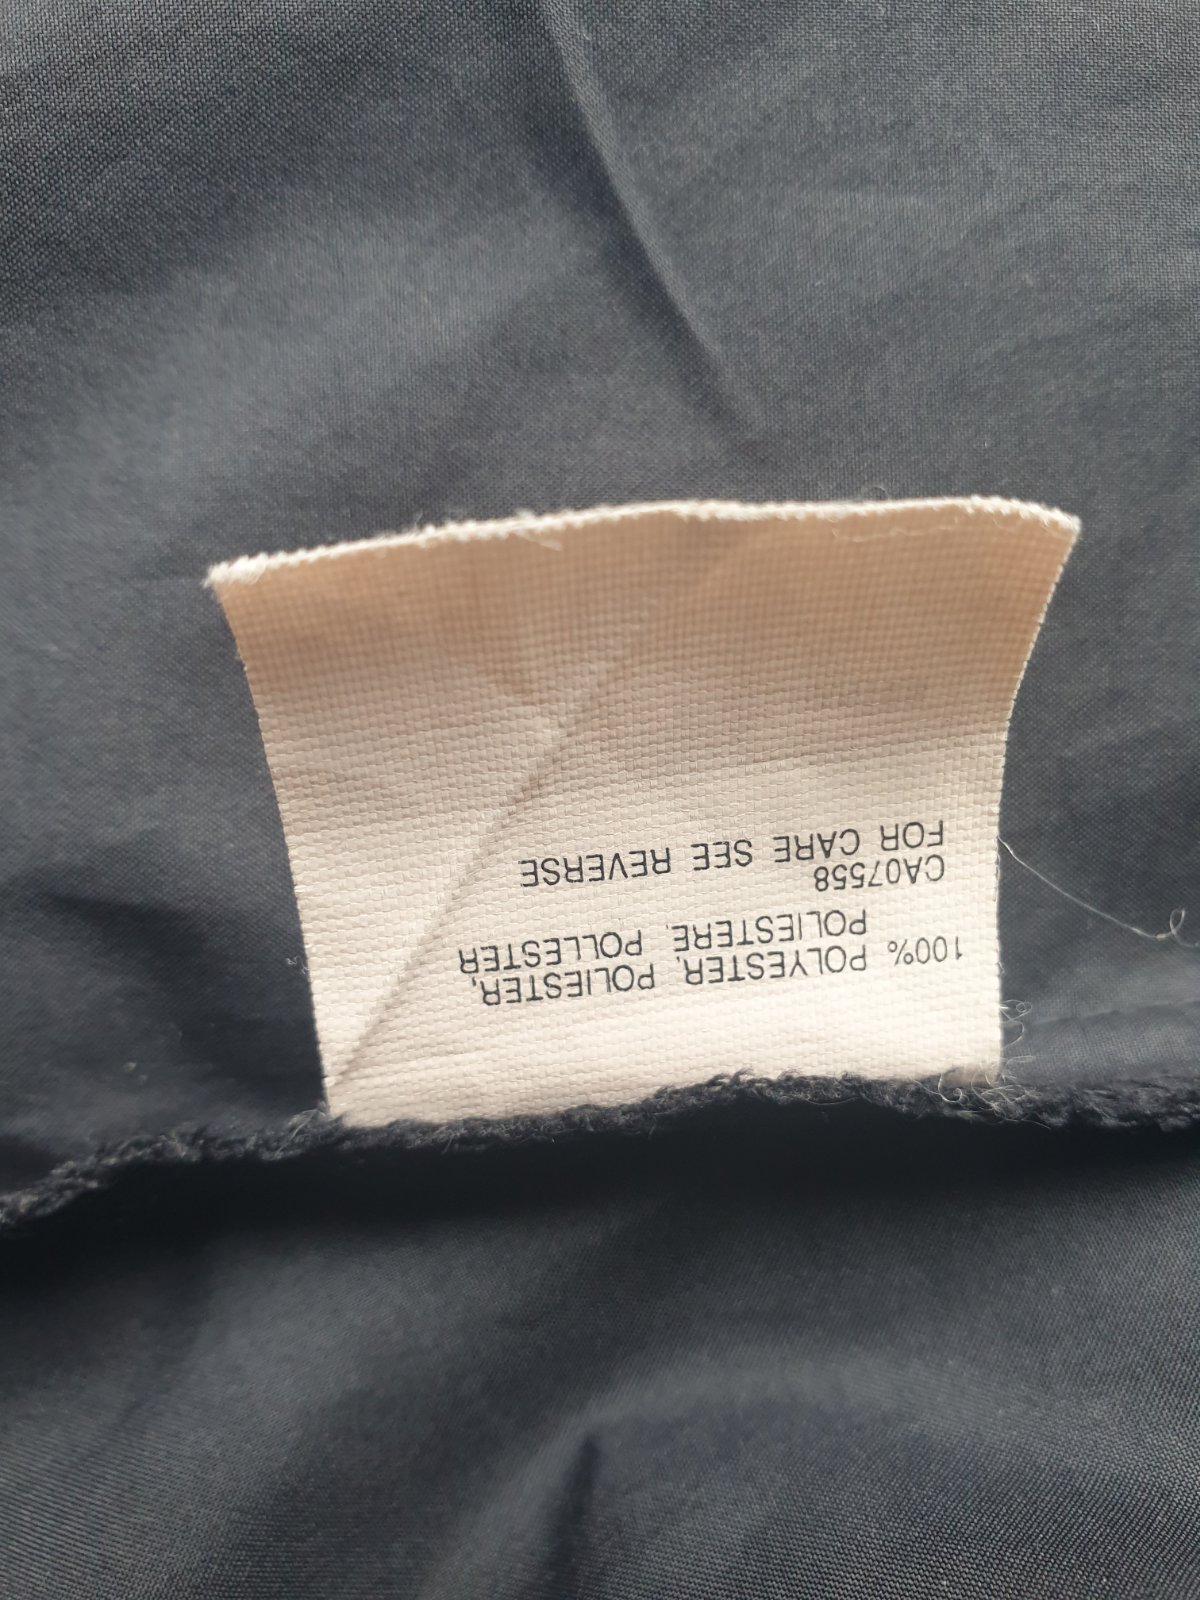 100% POLYESTER, POLIESTER,
POLIESTERE, POLLESTER
CA07558
FOR CARE SEE REVERSE